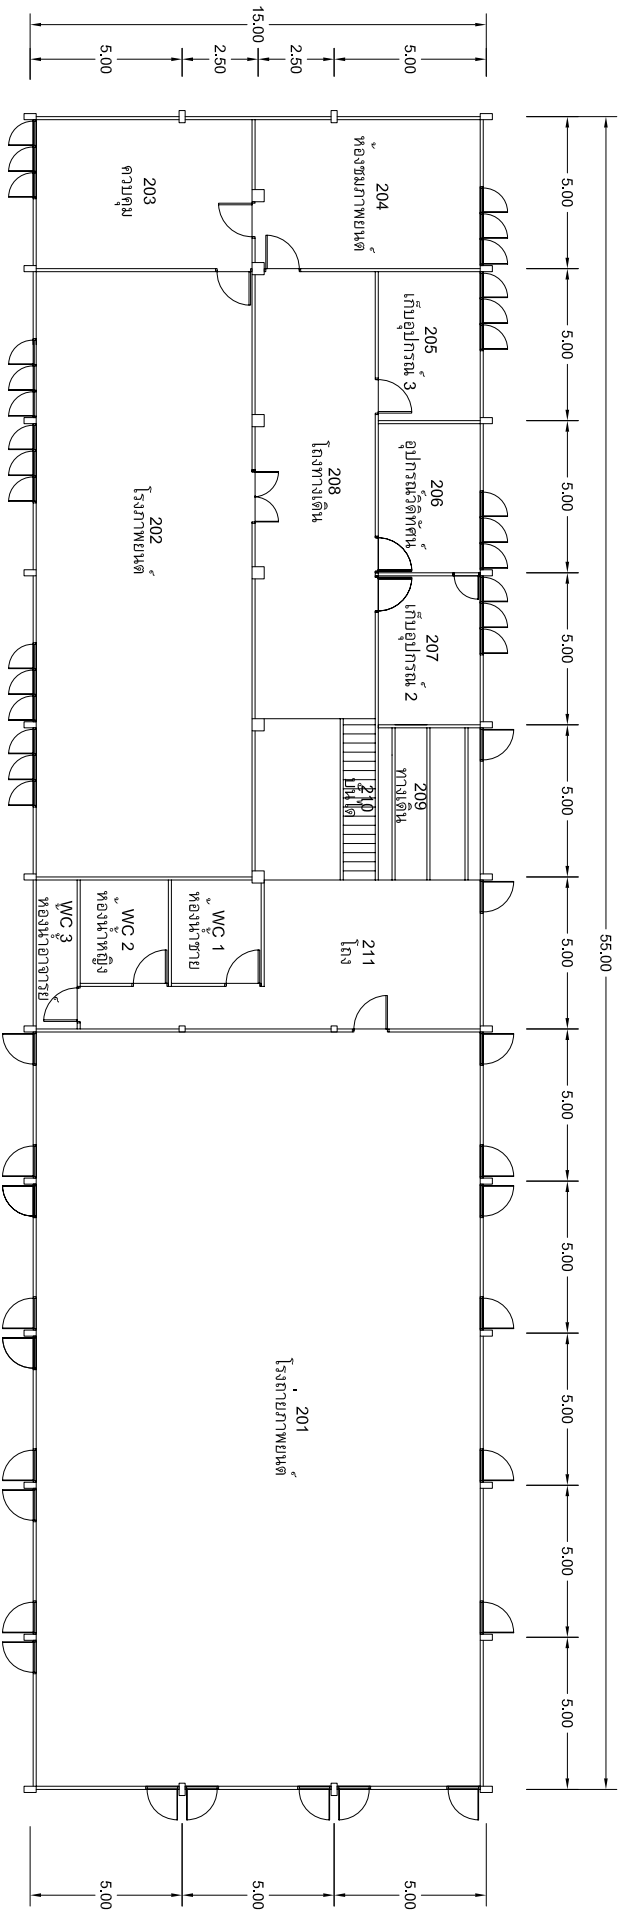 55.00
5.00
5.00
5.00
5.00
5.00
5.00
5.00
5.00
5.00
5.00
5.00
15.00
5.00
2.50
2.50
5.00
204
ห้องชมภาพยนต์
205
เก็บอุปกรณ์ 3
206
อุปกรณ์วีดิทัศน์
207
เก็บอุปกรณ์ 2
209
ทางเดิน
210
บันได
211
โถง
208
โถงทางเดิน
203
ควบคุม
202
โรงภาพยนต์
WC 1
ห้องน้ำชาย
WC 2
ห้องน้ำหญิง
WC 3
ห้องน้ำอาจารย์
201
โรงถ่ายภาพยนต์
5.00
5.00
5.00